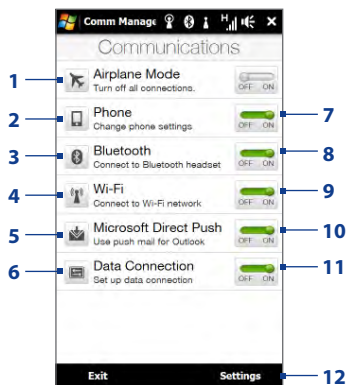 Comm Manage
H
Communications
1 Airplane Mode
Turn off all connections.
OFF ON
2 Phone
Change phone settings
OFF ON 7
3 Bluetooth
Connect to Bluetooth headset
OFF ON 8
4 Wi-Fi
Connect to Wi-Fi network
OFF ON 9
5 Microsoft Direct Push
Use push mail for Outlook
OFF ON 10
6 Data Connection
Set up data connection
OFF ON 11
Exit Settings 12